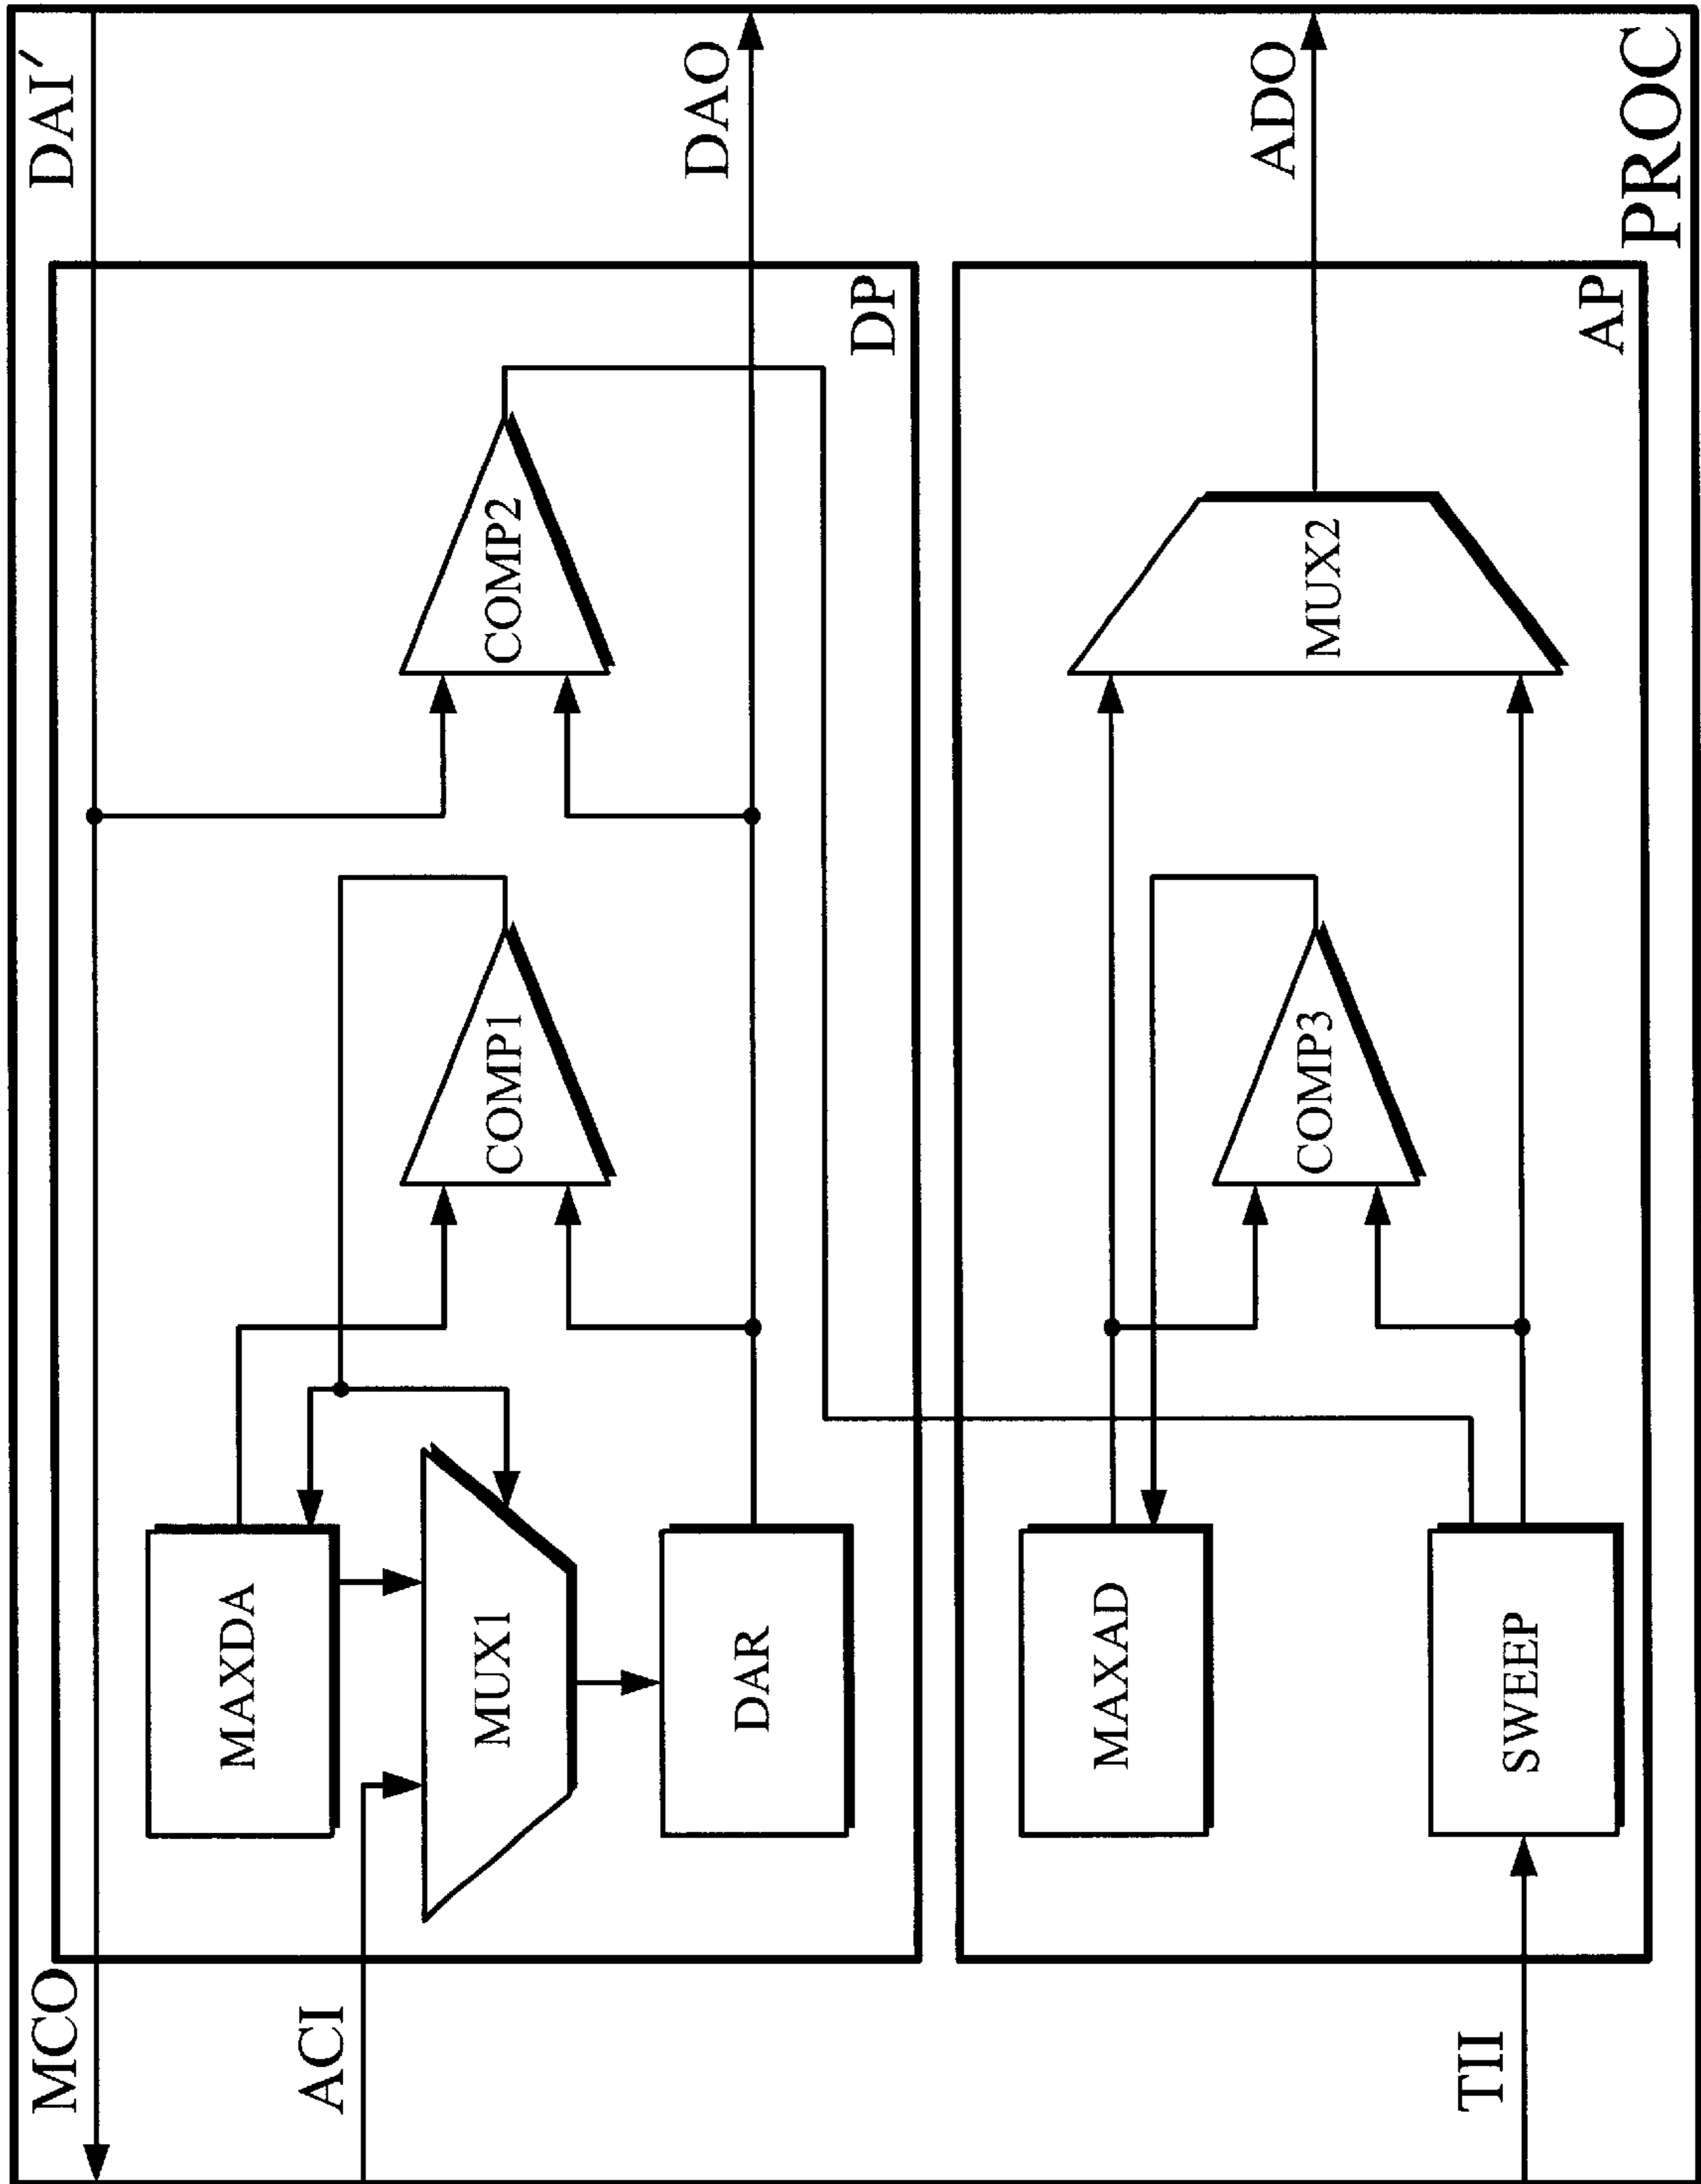 MCO
DAI′
ACI
MAXDA
MUX1
DAR
COMP1
COMP2
DAO
DP
MAXAD
SWEEP
TII
COMP3
MUX2
ADO
AP
PROC